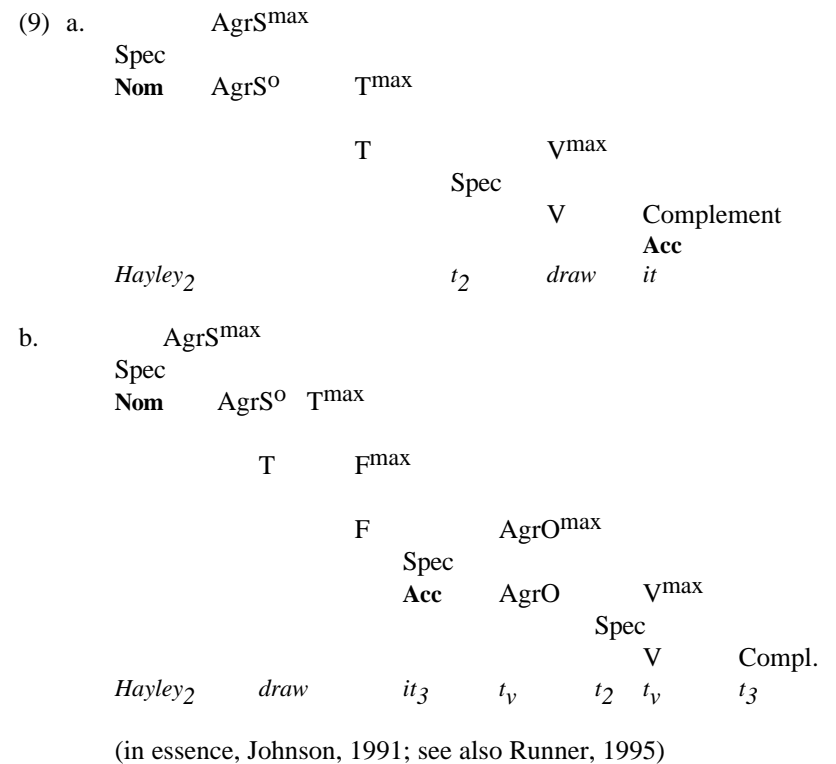 (9) a. AgrSmax
Spec
Nom AgrSo Tmax
T Vmax
Spec
V Complement
Acc
Hayley2 t2 draw it
b. AgrSmax
Spec
Nom AgrSo Tmax
T Fmax
F AgrOmax
Spec
Acc AgrO Vmax
Spec
V Compl.
Hayley2 draw it3 tv t2 tv t3
(in essence, Johnson, 1991; see also Runner, 1995)